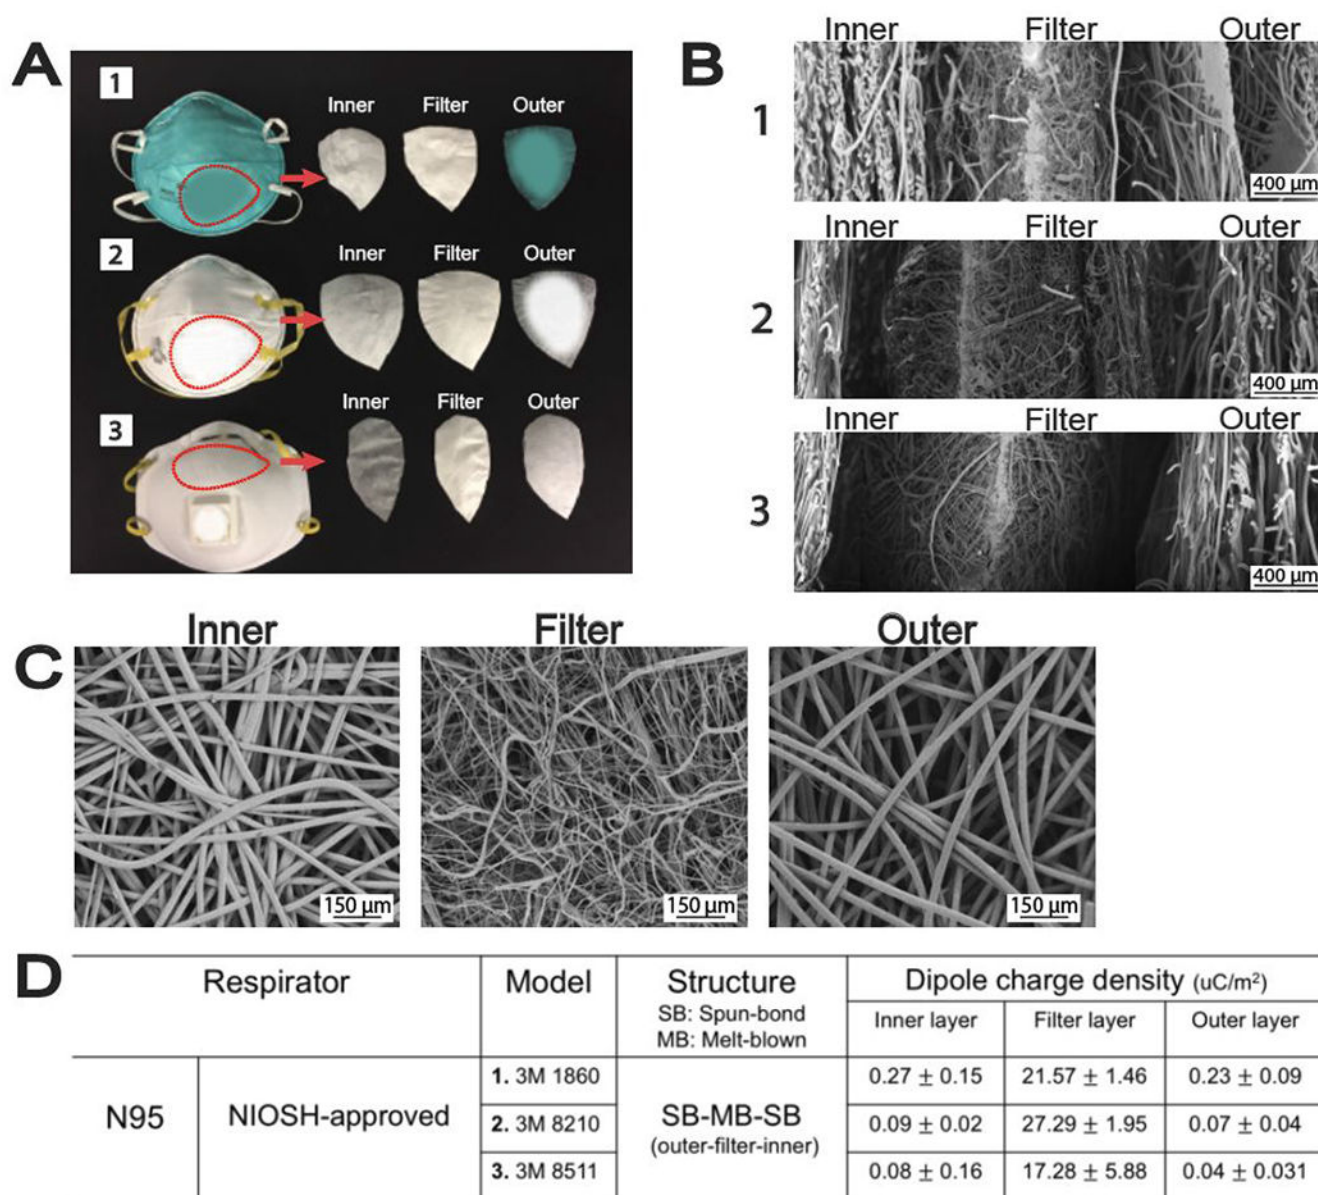 A
1
Inner Filter Outer
2
Inner Filter Outer
3
Inner Filter Outer
B
Inner Filter Outer
1
400 µm
Inner Filter Outer
2
400 µm
Inner Filter Outer
3
400 µm
C
Inner Filter Outer
150 µm 150 µm 150 µm
D
Respirator Model Structure Dipole charge density (uC/m²)
SB: Spun-bond
MB: Melt-blown
Inner layer Filter layer Outer layer
N95 NIOSH-approved SB-MB-SB
(outer-filter-inner)
1. 3M 1860 0.27 ± 0.15 21.57 ± 1.46 0.23 ± 0.09
2. 3M 8210 0.09 ± 0.02 27.29 ± 1.95 0.07 ± 0.04
3. 3M 8511 0.08 ± 0.16 17.28 ± 5.88 0.04 ± 0.031